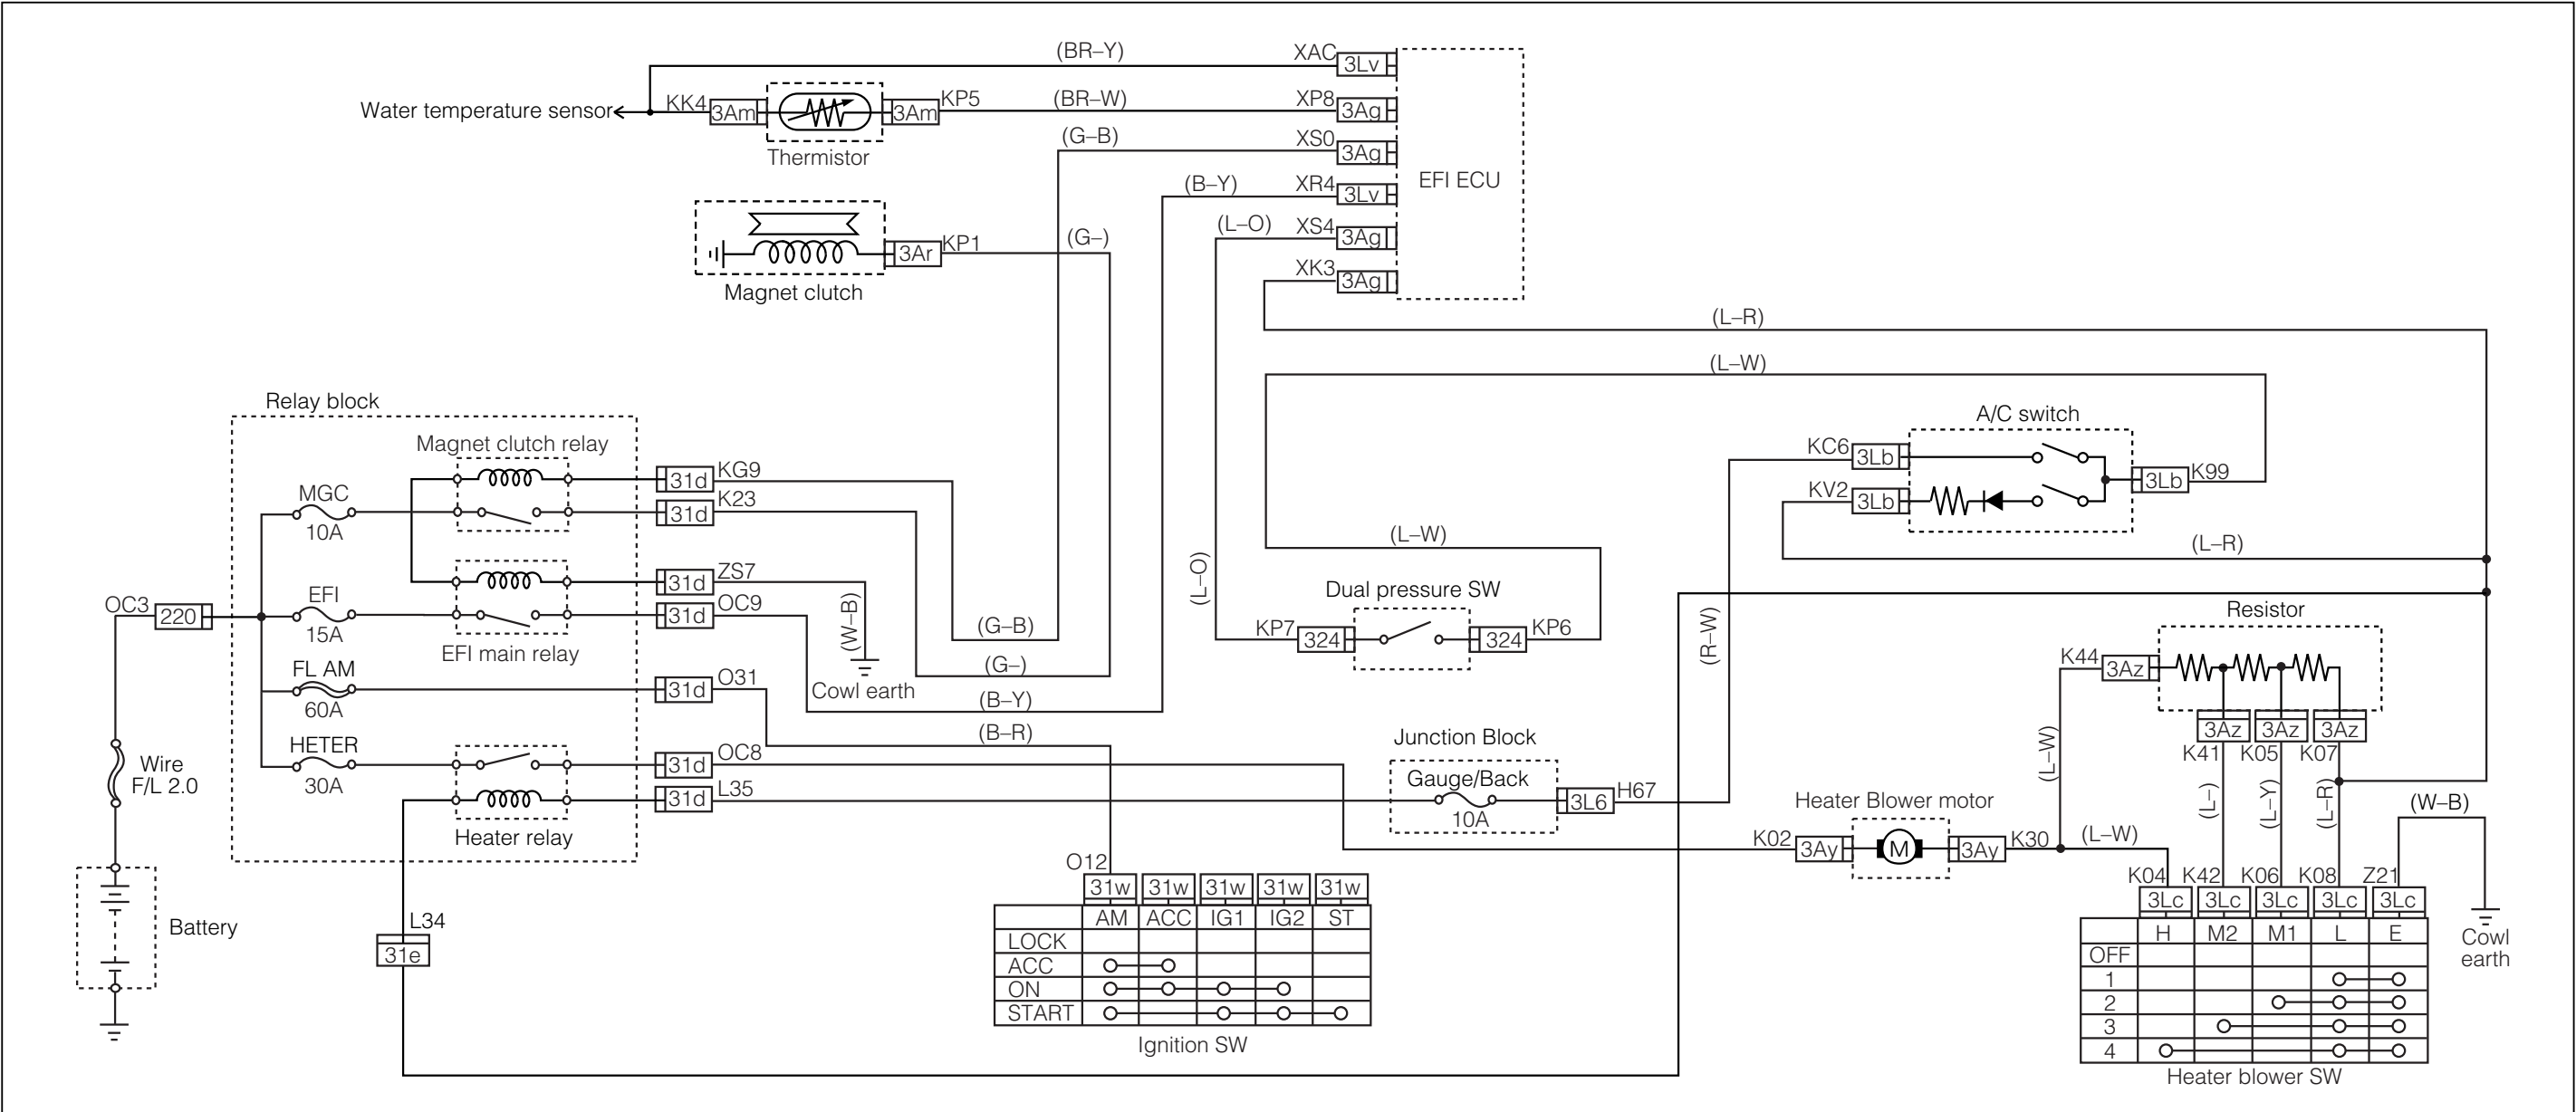 (BR–Y)
XAC
3Lv
Water temperature sensor
KK4
3Am
3Am
KP5
(BR–W)
XP8
3Ag
Thermistor
(G–B)
XS0
3Ag
EFI ECU
(B–Y)
XR4
3Lv
(L–O)
XS4
3Ag
3Ar
KP1
(G–)
Magnet clutch
XK3
3Ag
(L–R)
(L–W)
Relay block
A/C switch
Magnet clutch relay
KC6
3Lb
3Lb
K99
KV2
3Lb
MGC
10A
31d
KG9
31d
K23
(L–W)
(L–R)
(L–O)
OC3
220
EFI
15A
EFI main relay
31d
ZS7
31d
OC9
(W–B)
Cowl earth
(G–B)
(G–)
(B–Y)
(B–R)
Dual pressure SW
KP7
324
324
KP6
(R–W)
Resistor
K44
3Az
3Az
3Az
3Az
K41
K05
K07
FL AM
60A
31d
O31
HETER
30A
31d
OC8
31d
L35
Heater relay
Wire
F/L 2.0
Junction Block
Gauge/Back
10A
3L6
H67
(L–W)
(L–)
(L–Y)
(L–R)
(W–B)
Heater Blower motor
K02
3Ay
M
3Ay
K30
(L–W)
Battery
L34
31e
O12
31w
31w
31w
31w
31w
AM ACC IG1 IG2 ST
LOCK
ACC
ON
START
Ignition SW
K04
K42
K06
K08
Z21
3Lc
3Lc
3Lc
3Lc
3Lc
H M2 M1 L E
OFF
1
2
3
4
Heater blower SW
Cowl
earth